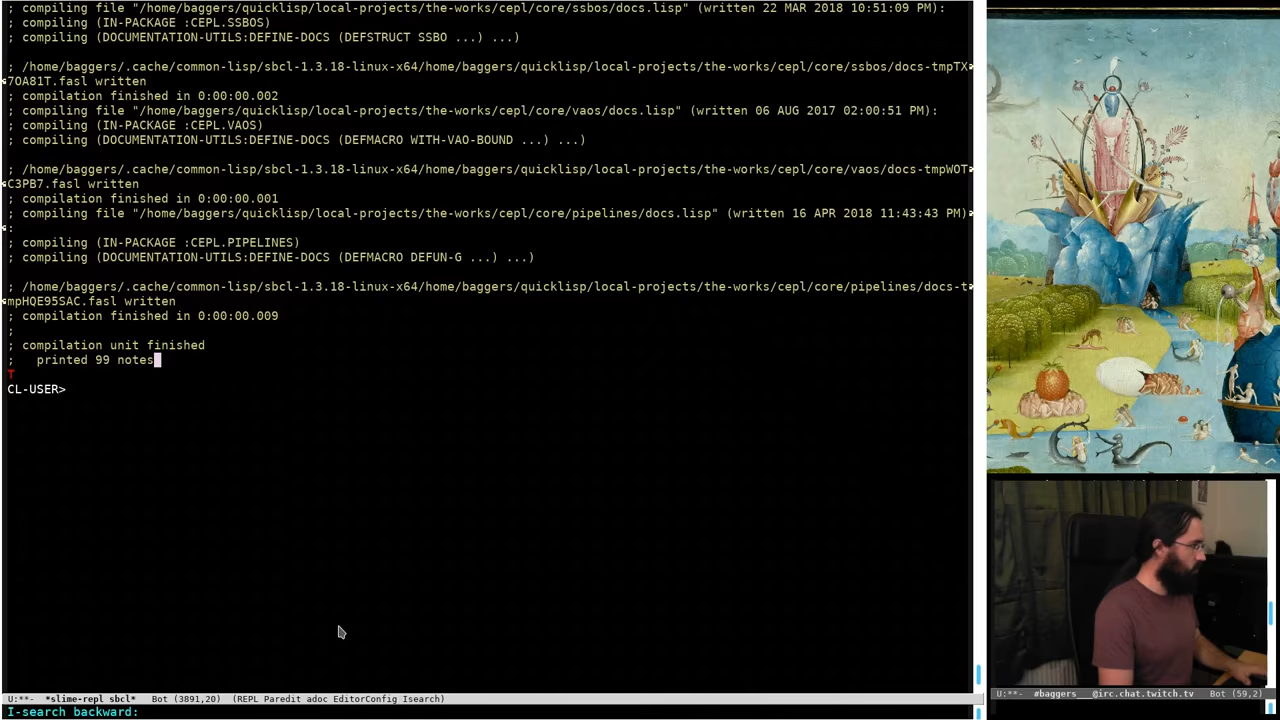 ; compiling file "/home/baggers/quicklisp/local-projects/the-works/cepl/core/ssbos/docs.lisp" (written 22 MAR 2018 10:51:09 PM):
; compiling (IN-PACKAGE :CEPL.SSBOS)
; compiling (DOCUMENTATION-UTILS:DEFINE-DOCS (DEFSTRUCT SSBO ...) ...)
; /home/baggers/.cache/common-lisp/sbcl-1.3.18-linux-x64/home/baggers/quicklisp/local-projects/the-works/cepl/core/ssbos/docs-tmpTX
7OA81T.fasl written
; compilation finished in 0:00:00.002
; compiling file "/home/baggers/quicklisp/local-projects/the-works/cepl/core/vaos/docs.lisp" (written 06 AUG 2017 02:00:51 PM):
; compiling (IN-PACKAGE :CEPL.VAOS)
; compiling (DOCUMENTATION-UTILS:DEFINE-DOCS (DEFMACRO WITH-VAO-BOUND ...) ...)
; /home/baggers/.cache/common-lisp/sbcl-1.3.18-linux-x64/home/baggers/quicklisp/local-projects/the-works/cepl/core/vaos/docs-tmpWOT
C3PB7.fasl written
; compilation finished in 0:00:00.001
; compiling file "/home/baggers/quicklisp/local-projects/the-works/cepl/core/pipelines/docs.lisp" (written 16 APR 2018 11:43:43 PM)
:
; compiling (IN-PACKAGE :CEPL.PIPELINES)
; compiling (DOCUMENTATION-UTILS:DEFINE-DOCS (DEFMACRO DEFUN-G ...) ...)
; /home/baggers/.cache/common-lisp/sbcl-1.3.18-linux-x64/home/baggers/quicklisp/local-projects/the-works/cepl/core/pipelines/docs-t
mpHQE95SAC.fasl written
; compilation finished in 0:00:00.009
;
; compilation unit finished
;   printed 99 notes
T
CL-USER>
U:**-  *slime-repl sbcl*   Bot (3891,20)  (REPL Paredit adoc EditorConfig Isearch)
U:**-  #baggers___@irc.chat.twitch.tv  Bot (59,2)
I-search backward: